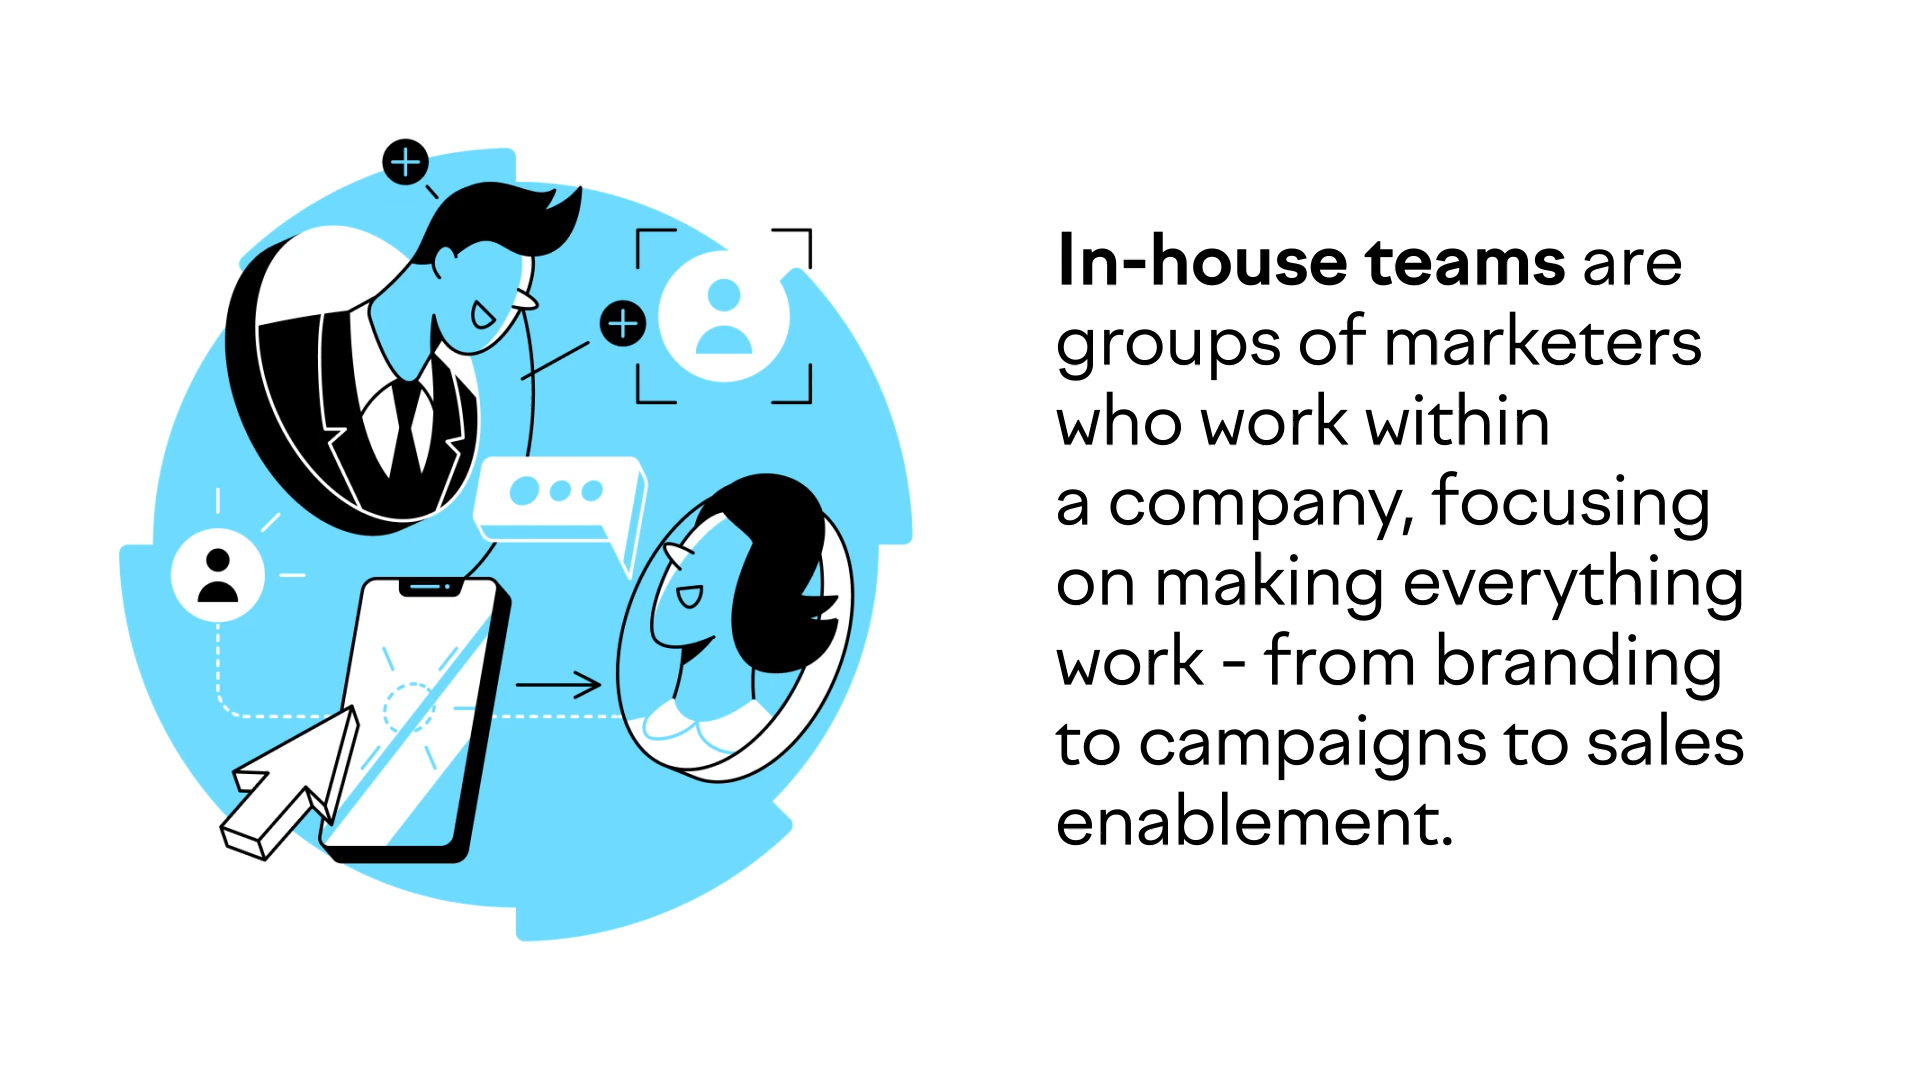 In-house teams are
groups of marketers
who work within
a company, focusing
on making everything
work - from branding
to campaigns to sales
enablement.